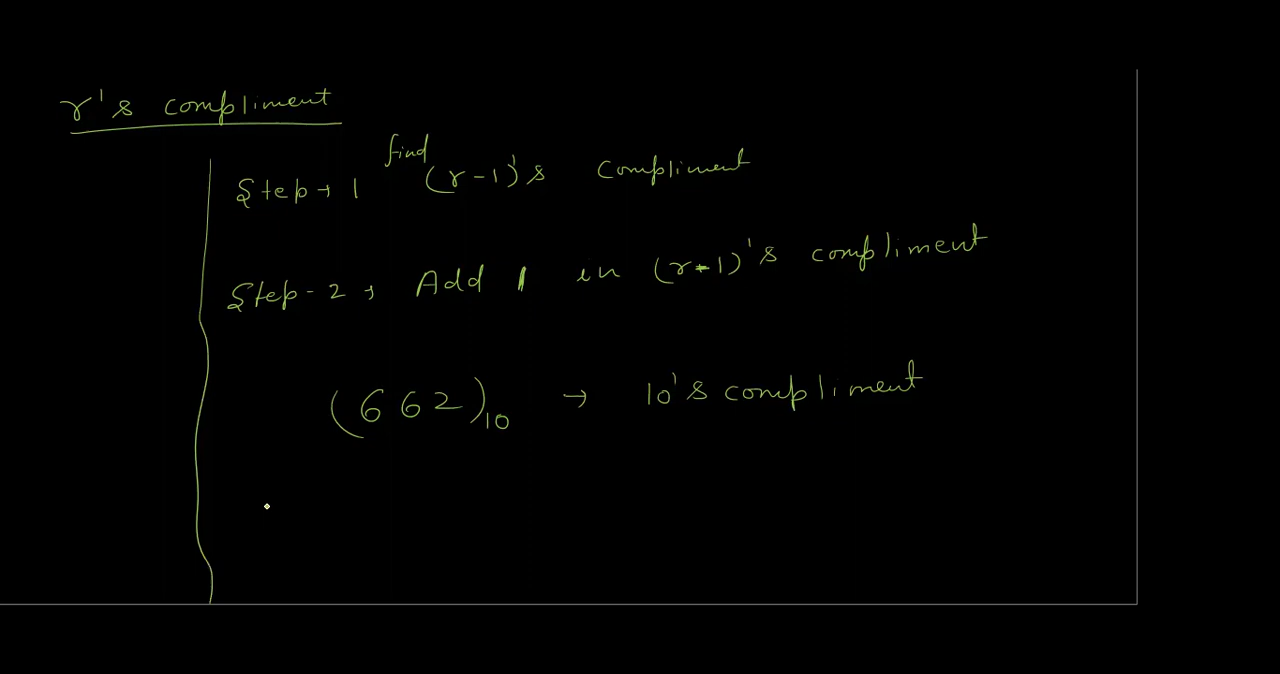 r's compliment
Step → 1 find (r-1)'s compliment
Step-2 → Add 1 in (r-1)'s compliment
(662)10 → 10's compliment